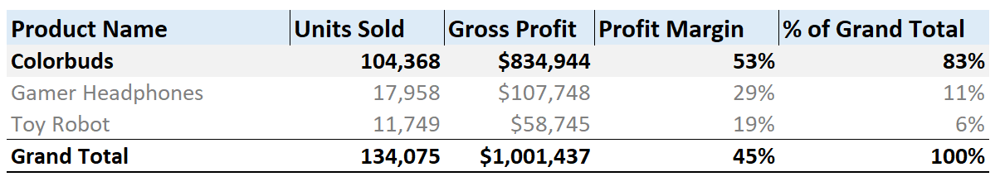 Product Name Units Sold Gross Profit Profit Margin % of Grand Total
Colorbuds 104,368 $834,944 53% 83%
Gamer Headphones 17,958 $107,748 29% 11%
Toy Robot 11,749 $58,745 19% 6%
Grand Total 134,075 $1,001,437 45% 100%